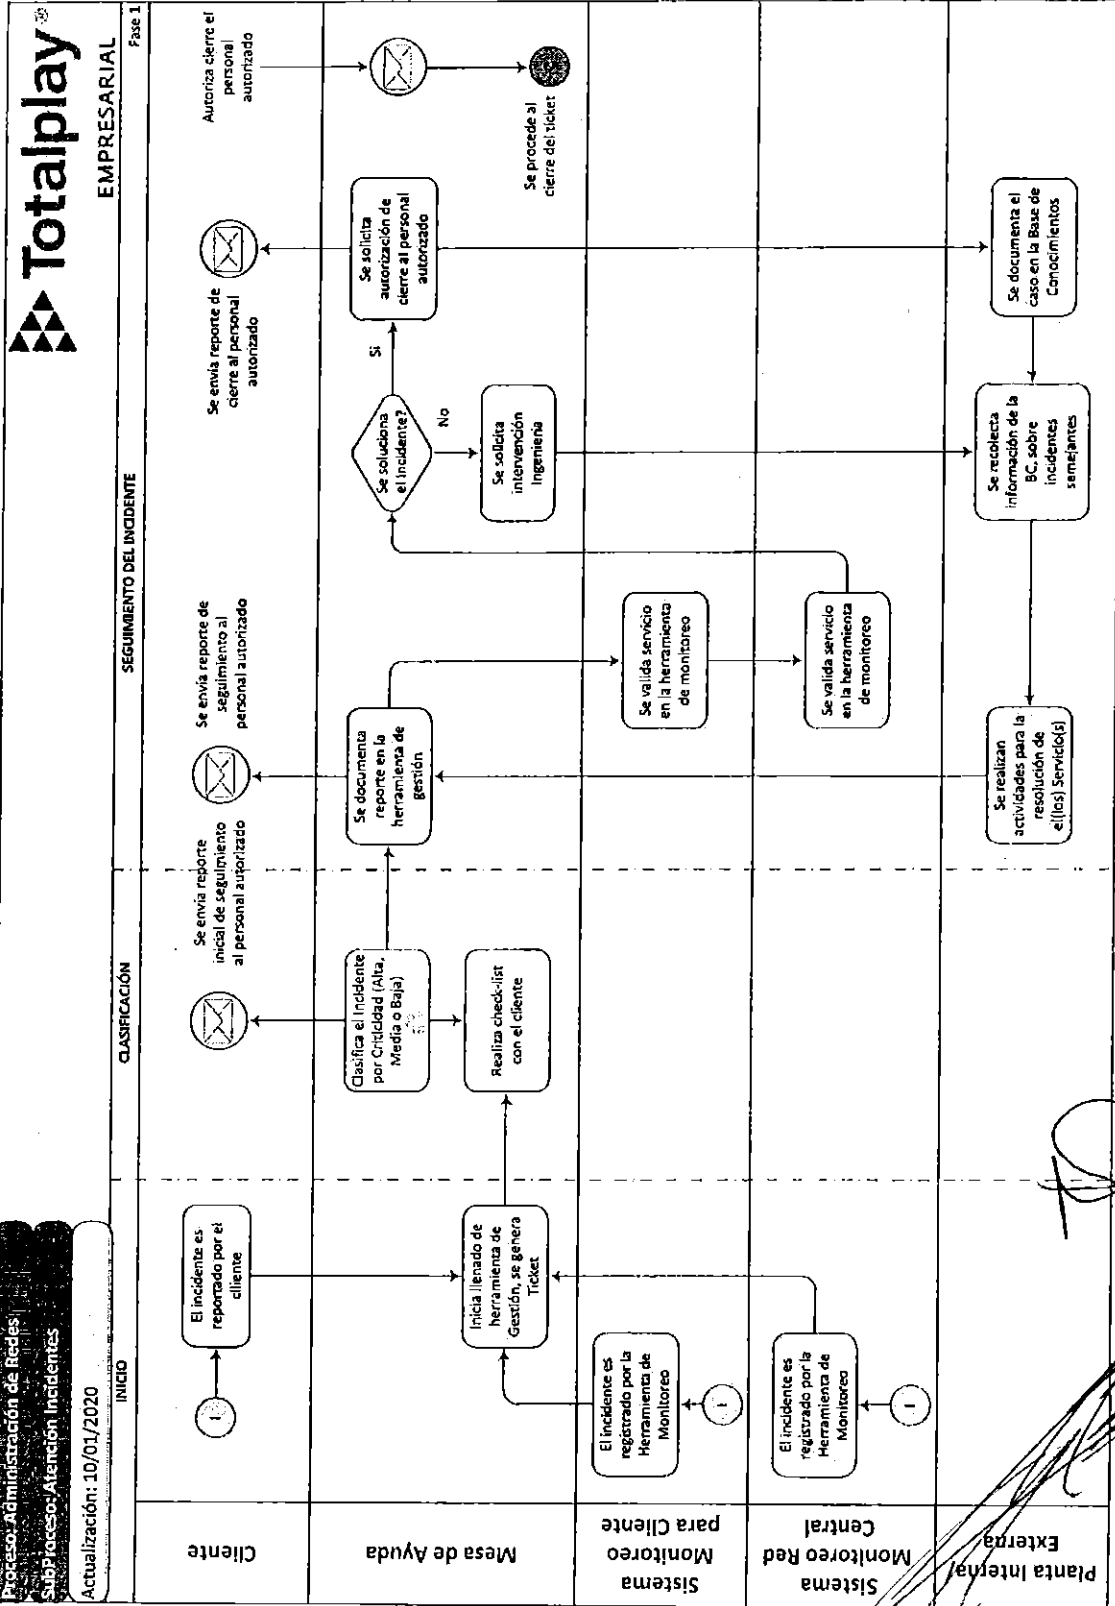 Proceso: Administración de Redes
SubProceso: Atención Incidentes
Actualización: 10/01/2020
Totalplay®
EMPRESARIAL
Fase 1
INICIO
CLASIFICACIÓN
SEGUIMIENTO DEL INCIDENTE
Cliente
1
El incidente es
reportado por el
cliiente
Se envia reporte
inicial de seguimiento
al personal autorizado
Se envia reporte de
seguimiento al
personal autorizado
Se envia reporte de
cierre al personal
autorizado
Autoriza cierre el
personal
autorizado
Mesa de Ayuda
Inicia llenado de
herramienta de
Gestión, se genera
Ticket
Clasifica el Incidente
por Criticidad (Alta,
Media o Baja)
Realiza check-list
con el cliente
Se documenta
reporte en la
herramienta de
gestión
Se soluciona
el Incidente?
Si
No
Se solicita
intervención
Ingeniería
Se solicita
autorización de
cierre al personal
autorizado
Se procede al
cierre del ticket
Sistema
Monitoreo
para Cliente
El incidente es
registrado por la
Herramienta de
Monitoreo
1
Se valida servicio
en la herramienta
de monitoreo
Sistema
Monitoreo Red
Central
El incidente es
registrado por la
Herramienta de
Monitoreo
1
Se valida servicio
en la herramienta
de monitoreo
Planta Interna/
Externa
Se realizan
actividades para la
resolución de
el(los) Servicio(s)
Se recolecta
información de la
BC, sobre
incidentes
semejantes
Se documenta el
caso en la Base de
Conocimientos